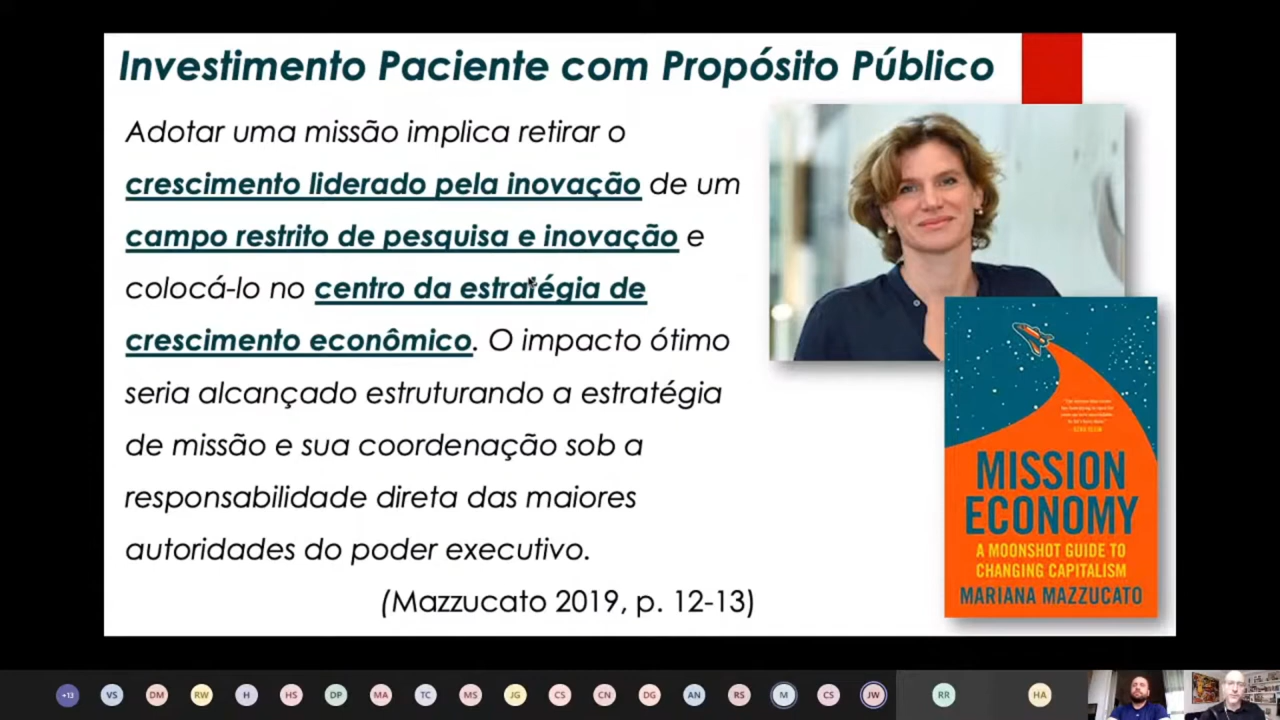 Investimento Paciente com Propósito Público
Adotar uma missão implica retirar o
crescimento liderado pela inovação de um
campo restrito de pesquisa e inovação e
colocá-lo no centro da estratégia de
crescimento econômico. O impacto ótimo
seria alcançado estruturando a estratégia
de missão e sua coordenação sob a
responsabilidade direta das maiores
autoridades do poder executivo.
(Mazzucato 2019, p. 12-13)
MISSION
ECONOMY
A MOONSHOT GUIDE TO
CHANGING CAPITALISM
MARIANA MAZZUCATO
+13 VS DM RW H HS DP MA TC MS JG CS CN DG AN RS M CS JW RR HA